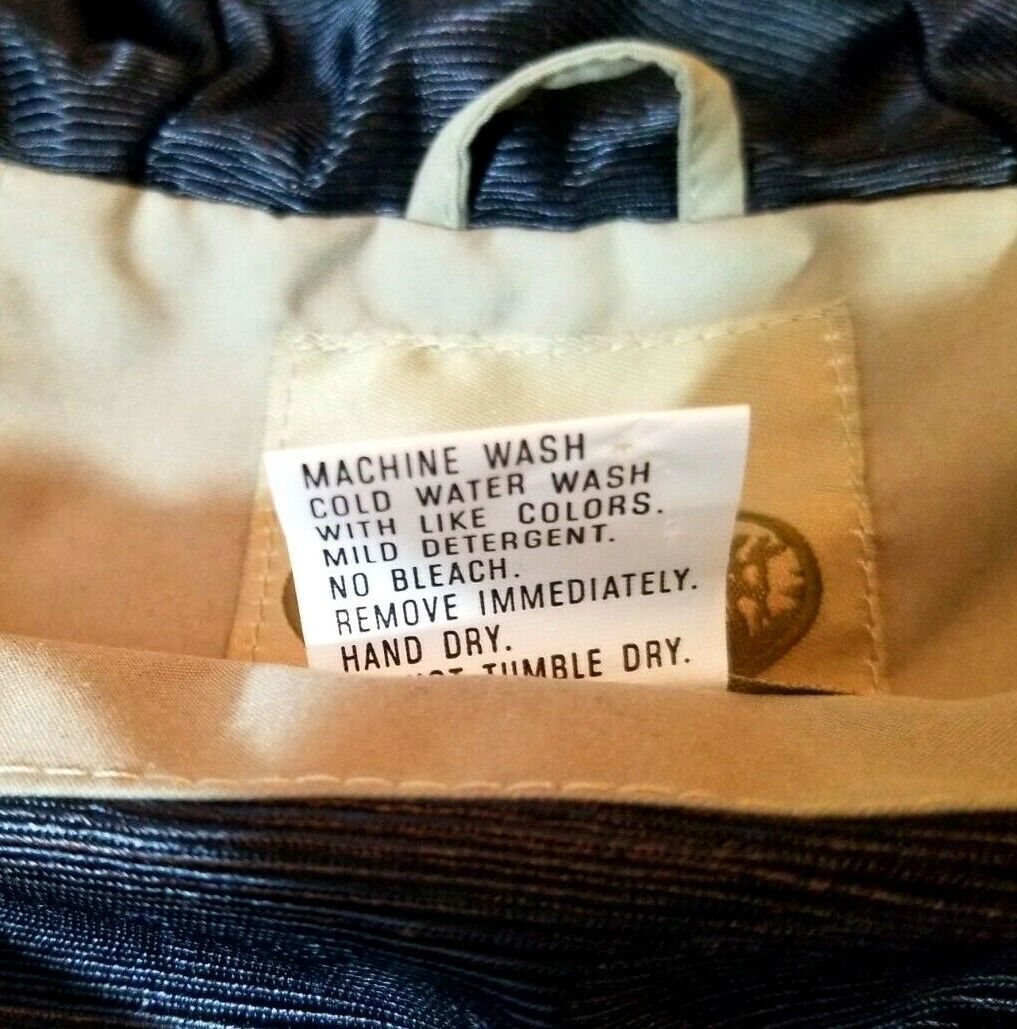 MACHINE WASH
COLD WATER WASH
WITH LIKE COLORS.
MILD DETERGENT.
NO BLEACH.
REMOVE IMMEDIATELY.
HAND DRY.
TUMBLE DRY.